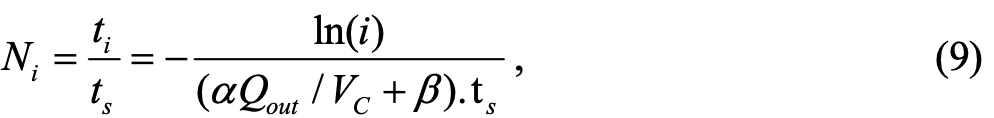 N_i = t_i / t_s = − ln(i) / ((αQ_out / V_C + β).t_s) , (9)